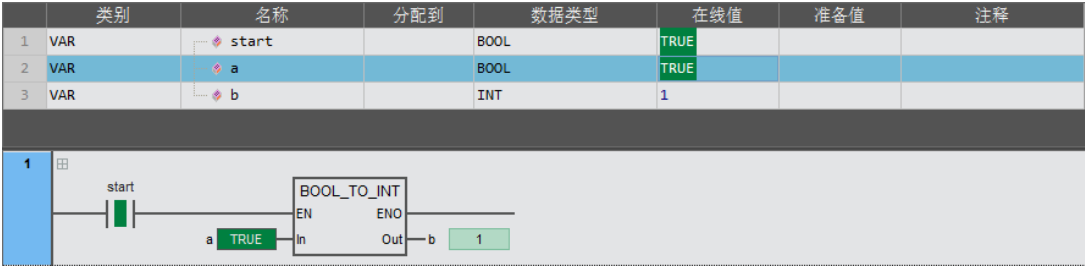 类别 名称 分配到 数据类型 在线值 准备值 注释
1 VAR start BOOL TRUE
2 VAR a BOOL TRUE
3 VAR b INT 1
1
start
BOOL_TO_INT
EN ENO
a TRUE In Out b 1